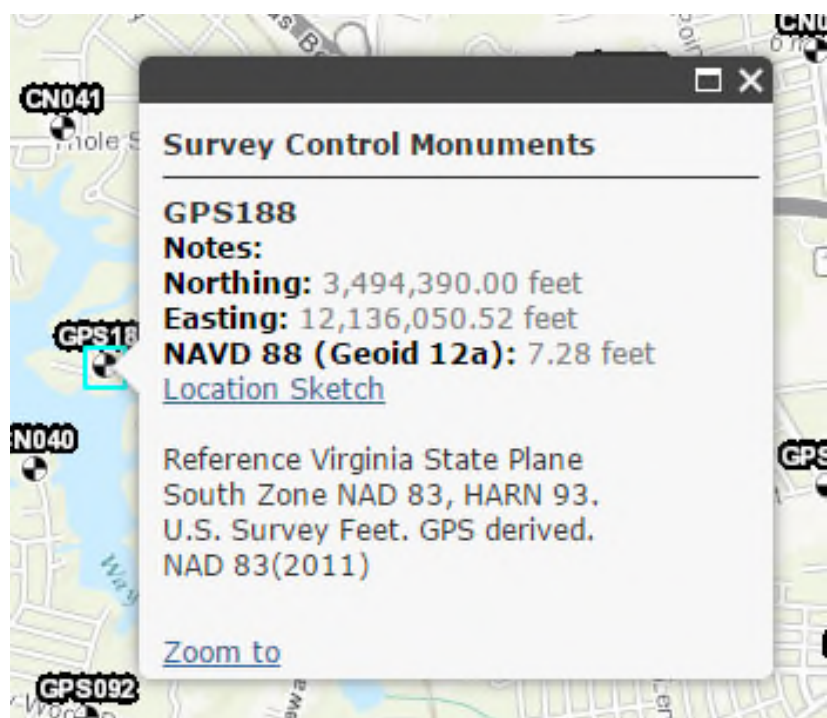 CN041
Survey Control Monuments
GPS188
Notes:
Northing: 3,494,390.00 feet
Easting: 12,136,050.52 feet
NAVD 88 (Geoid 12a): 7.28 feet
Location Sketch
Reference Virginia State Plane
South Zone NAD 83, HARN 93.
U.S. Survey Feet. GPS derived.
NAD 83(2011)
Zoom to
GPS18
N040
GPS
GPS092
CN0